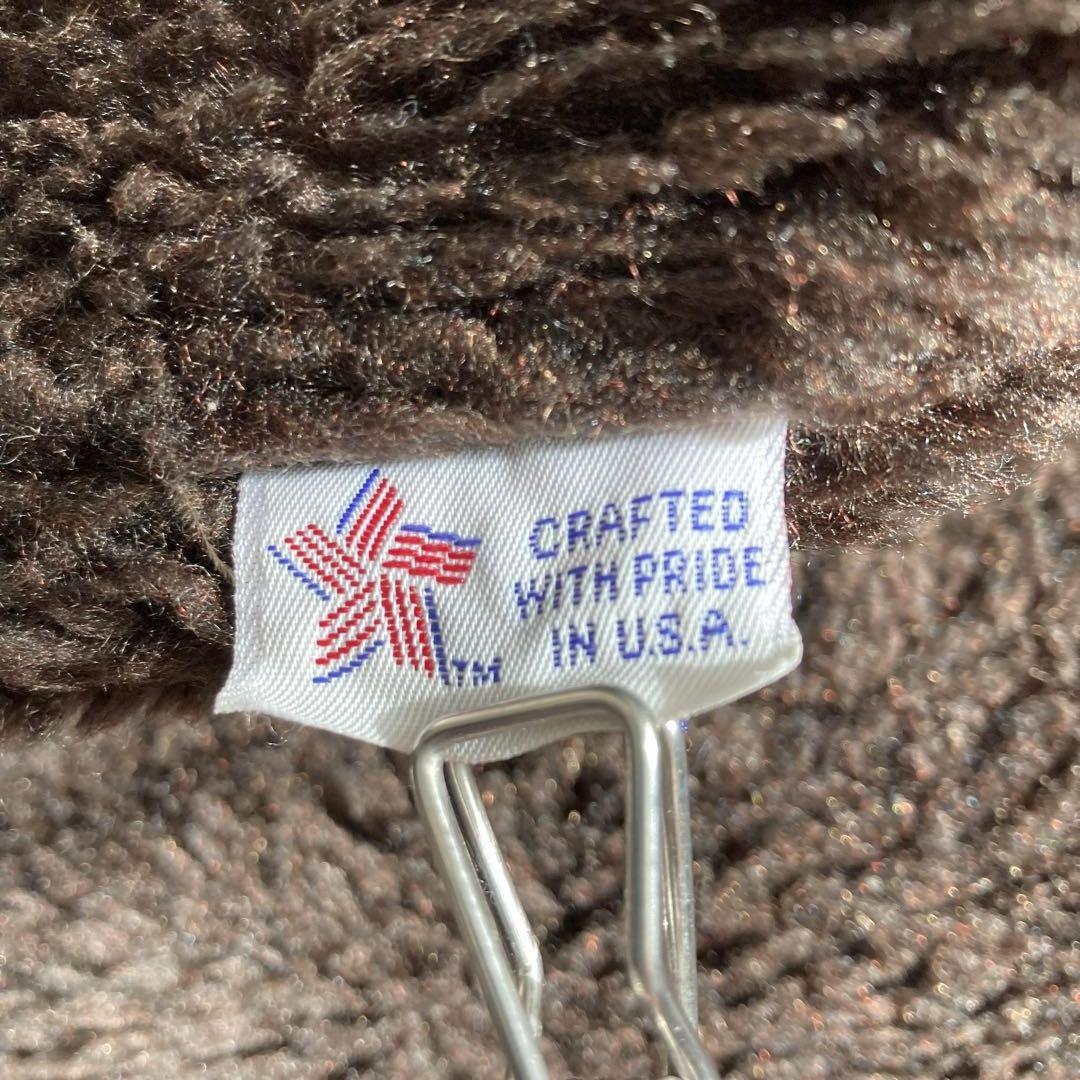 CRAFTED
WITH PRIDE
IN U.S.A.
TM